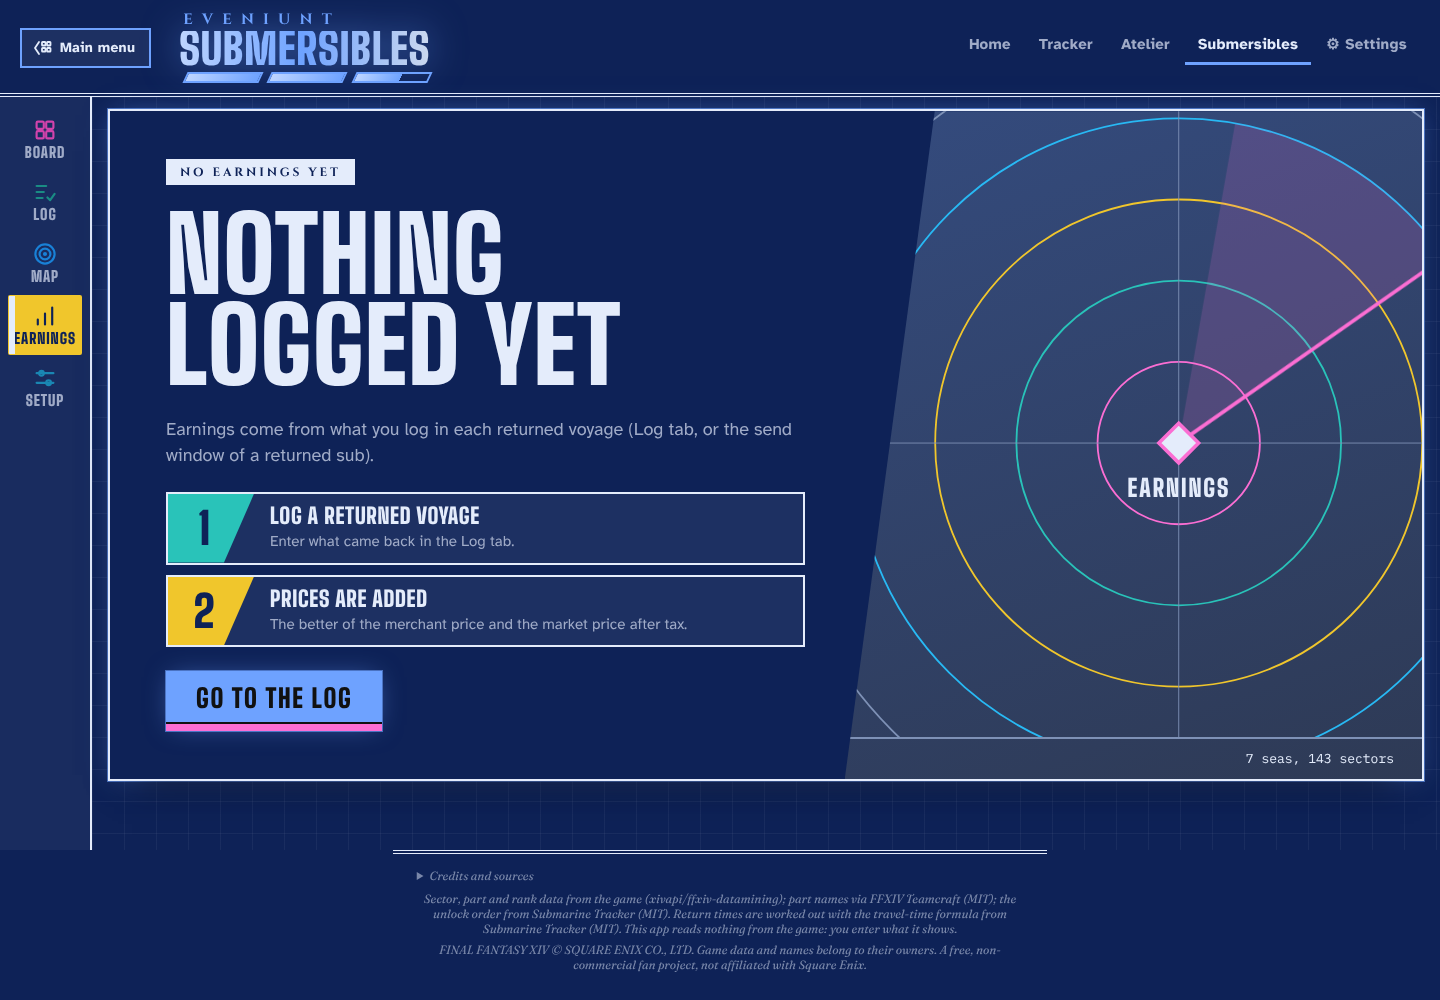 Main menu
EVENIUNT
SUBMERSIBLES
Home
Tracker
Atelier
Submersibles
⚙ Settings
BOARD
LOG
MAP
EARNINGS
SETUP
NO EARNINGS YET
NOTHING
LOGGED YET
Earnings come from what you log in each returned voyage (Log tab, or the send
window of a returned sub).
1
LOG A RETURNED VOYAGE
Enter what came back in the Log tab.
2
PRICES ARE ADDED
The better of the merchant price and the market price after tax.
GO TO THE LOG
EARNINGS
7 seas, 143 sectors
▶ Credits and sources
Sector, part and rank data from the game (xivapi/ffxiv-datamining); part names via FFXIV Teamcraft (MIT); the
unlock order from Submarine Tracker (MIT). Return times are worked out with the travel-time formula from
Submarine Tracker (MIT). This app reads nothing from the game: you enter what it shows.
FINAL FANTASY XIV © SQUARE ENIX CO., LTD. Game data and names belong to their owners. A free, non-
commercial fan project, not affiliated with Square Enix.